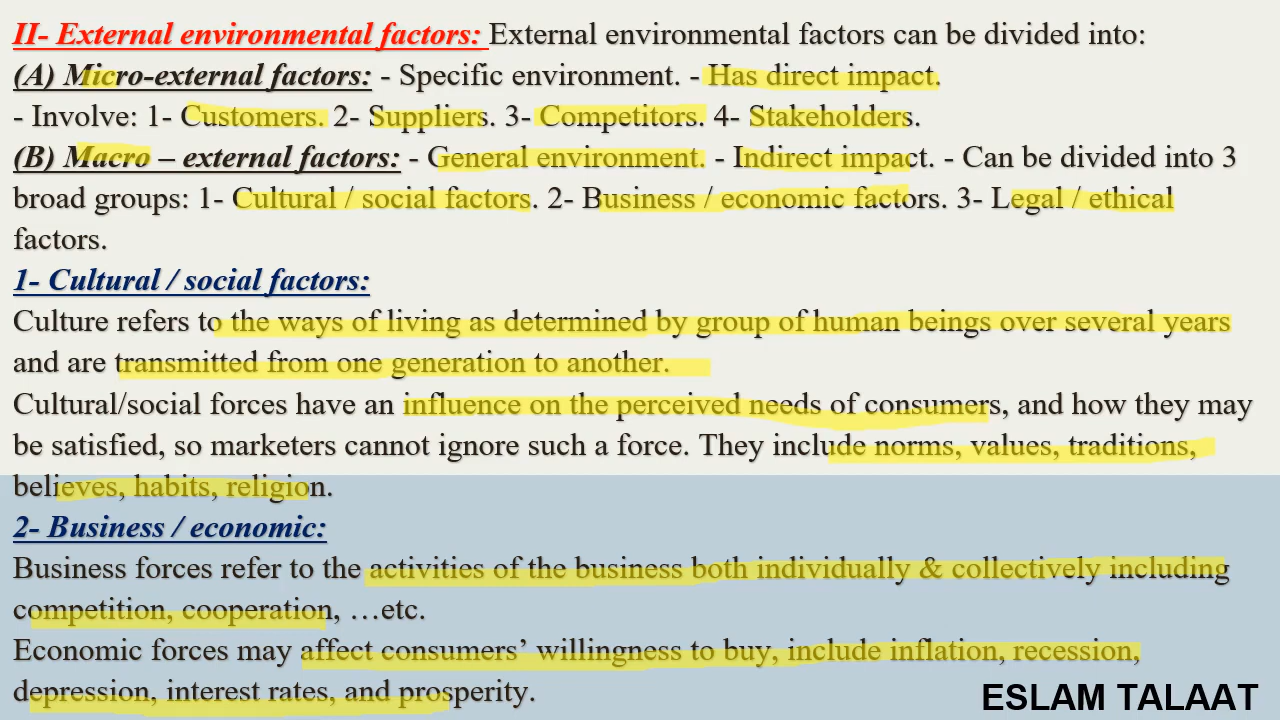 II- External environmental factors: External environmental factors can be divided into:
(A) Micro-external factors: - Specific environment. - Has direct impact.
- Involve: 1- Customers. 2- Suppliers. 3- Competitors. 4- Stakeholders.
(B) Macro – external factors: - General environment. - Indirect impact. - Can be divided into 3
broad groups: 1- Cultural / social factors. 2- Business / economic factors. 3- Legal / ethical
factors.
1- Cultural / social factors:
Culture refers to the ways of living as determined by group of human beings over several years
and are transmitted from one generation to another.
Cultural/social forces have an influence on the perceived needs of consumers, and how they may
be satisfied, so marketers cannot ignore such a force. They include norms, values, traditions,
believes, habits, religion.
2- Business / economic:
Business forces refer to the activities of the business both individually & collectively including
competition, cooperation, …etc.
Economic forces may affect consumers’ willingness to buy, include inflation, recession,
depression, interest rates, and prosperity.
ESLAM TALAAT